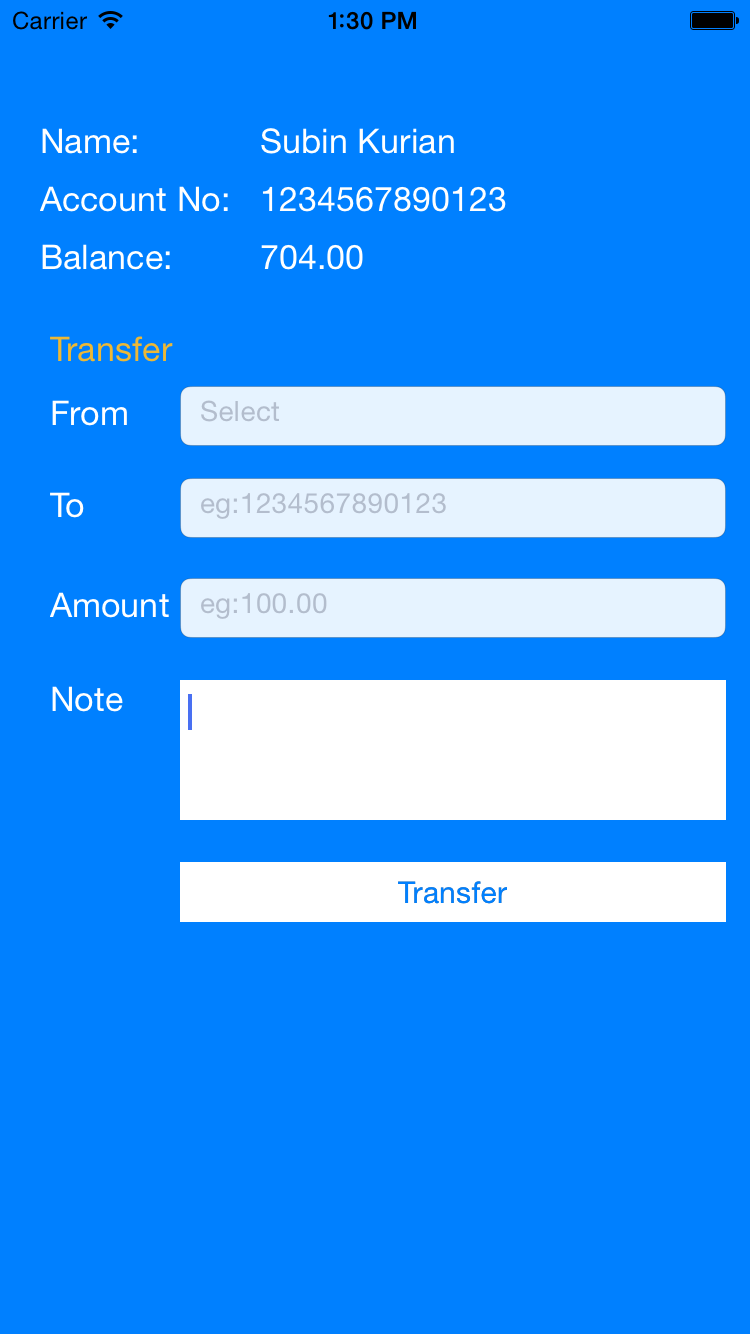 Carrier 1:30 PM
Name: Subin Kurian
Account No: 1234567890123
Balance: 704.00
Transfer
From Select
To eg:1234567890123
Amount eg:100.00
Note
Transfer